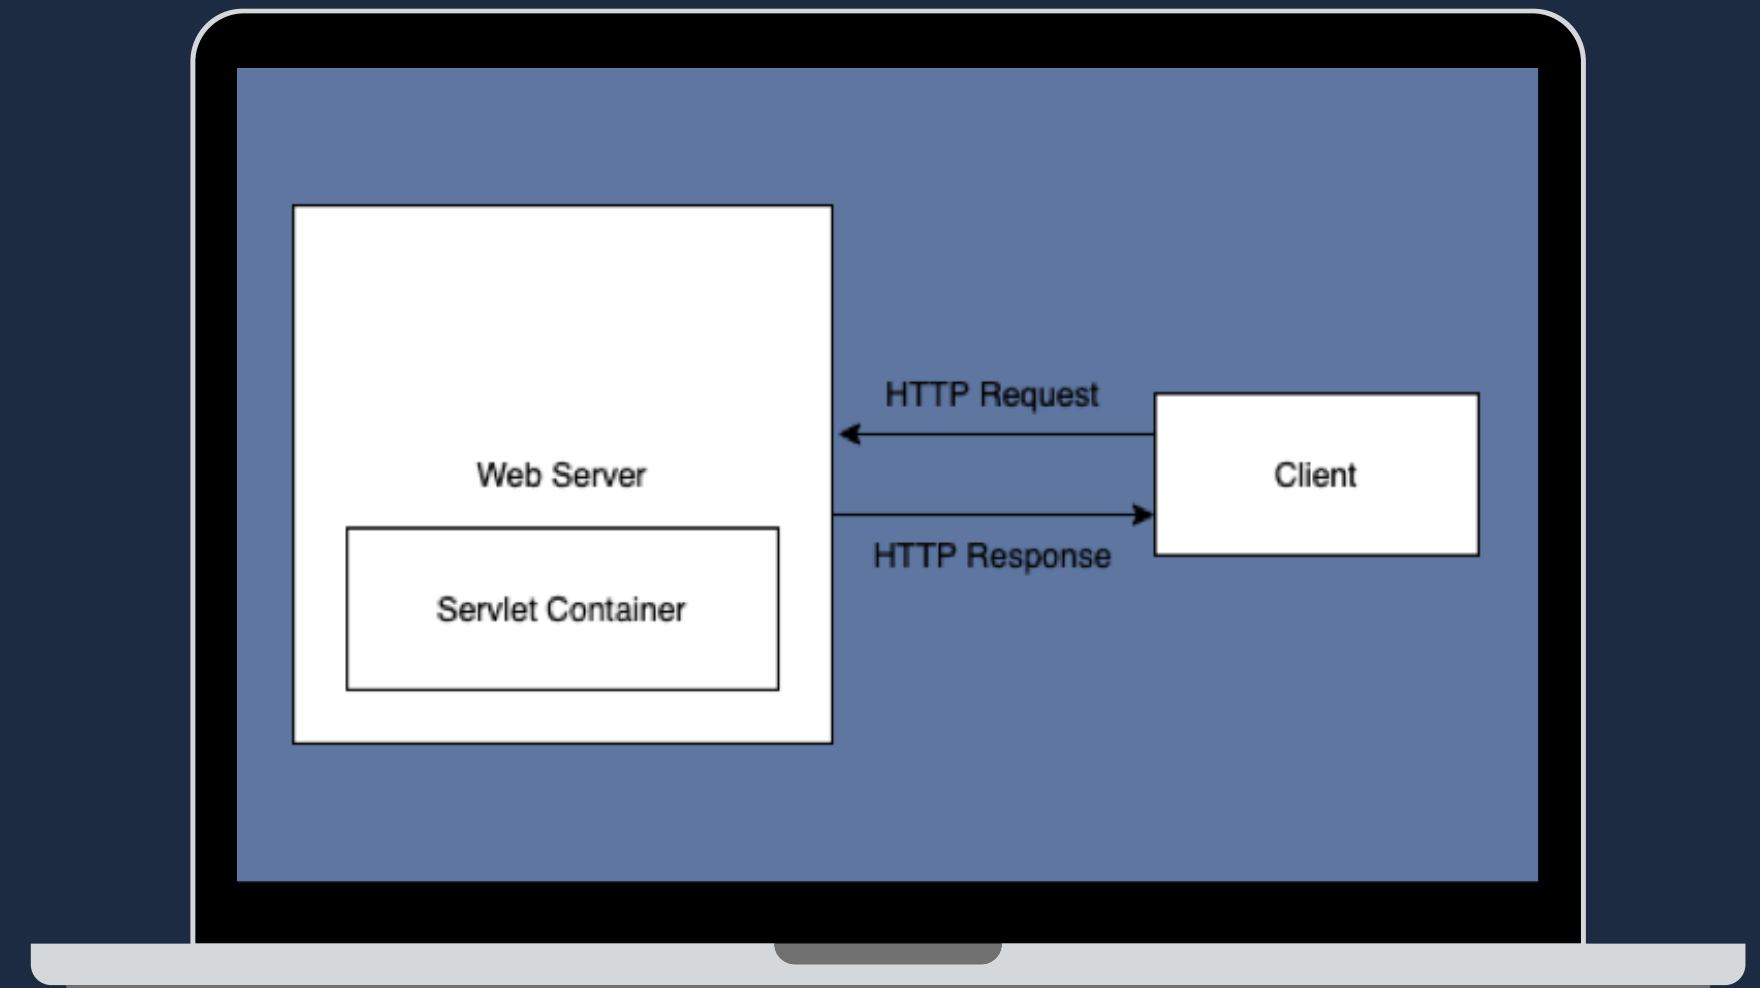 HTTP Request
Web Server
Client
HTTP Response
Servlet Container